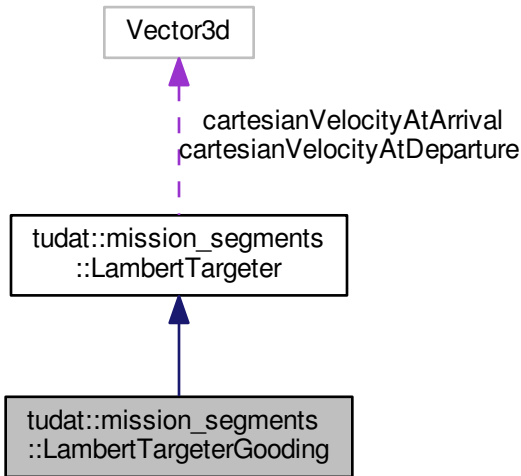 Vector3d
cartesianVelocityAtArrival
cartesianVelocityAtDeparture
tudat::mission_segments
::LambertTargeter
tudat::mission_segments
::LambertTargeterGooding